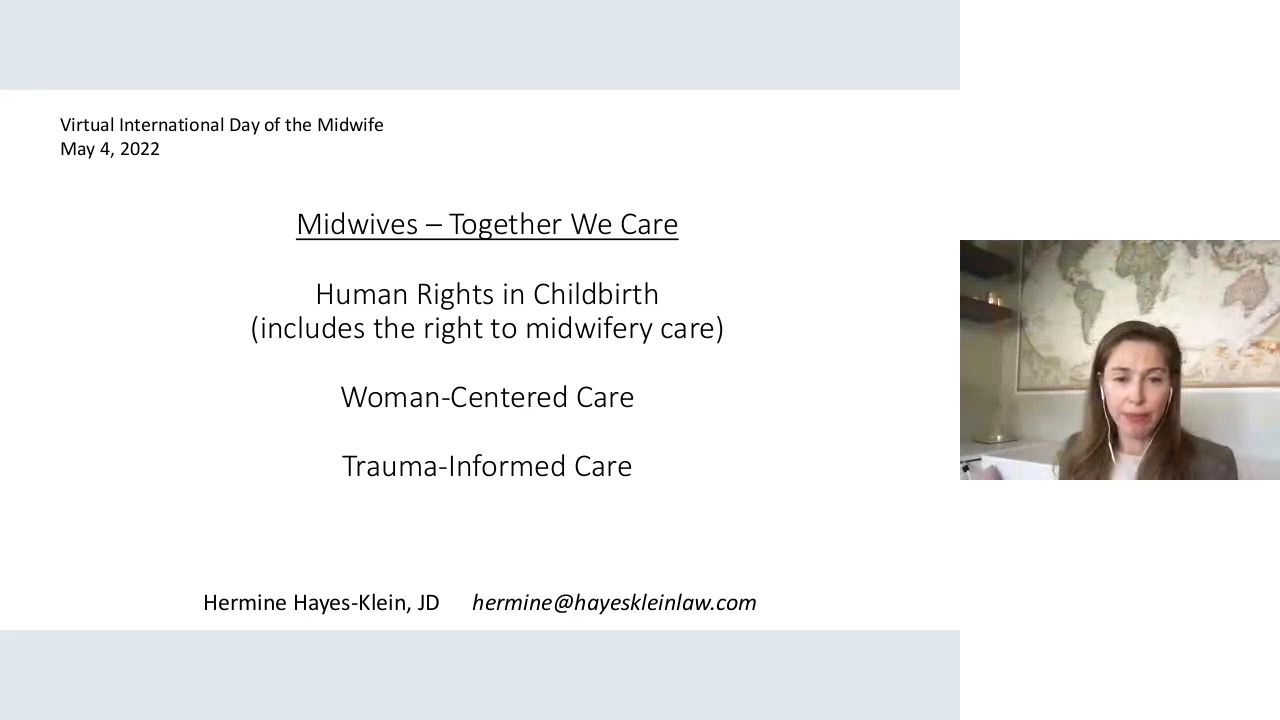 Virtual International Day of the Midwife
May 4, 2022
Midwives – Together We Care
Human Rights in Childbirth
(includes the right to midwifery care)
Woman-Centered Care
Trauma-Informed Care
Hermine Hayes-Klein, JD hermine@hayeskleinlaw.com